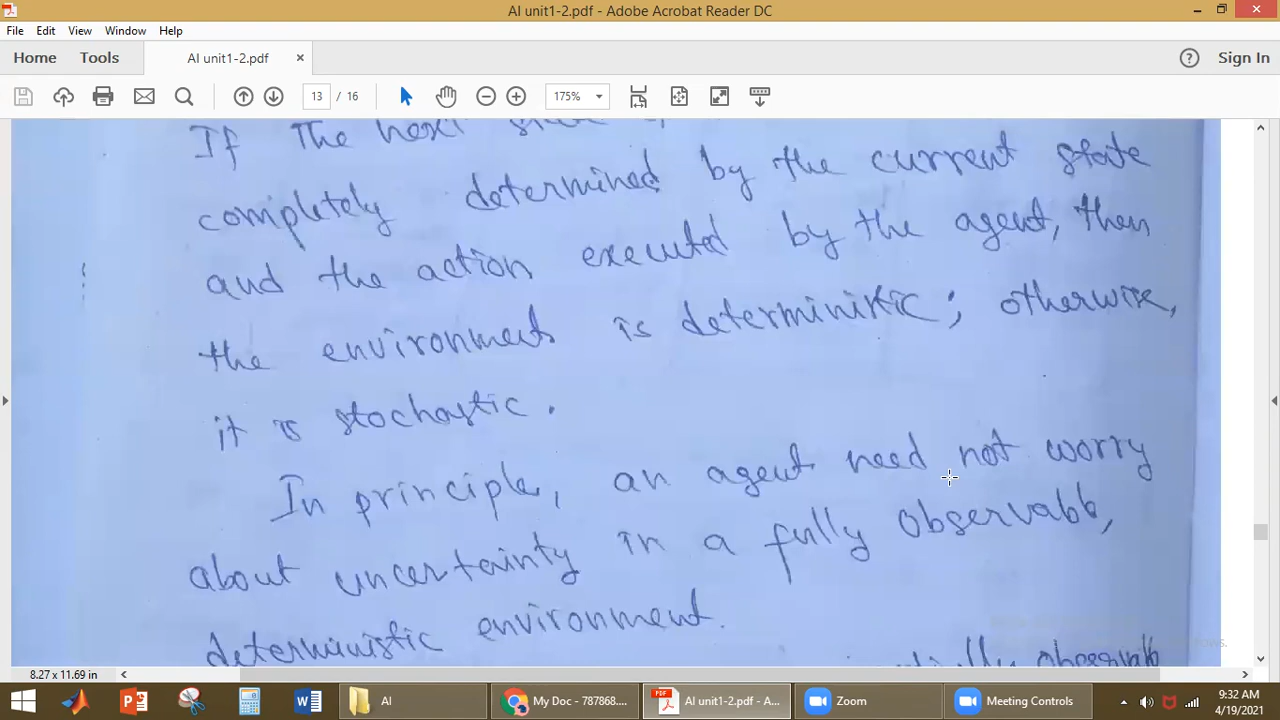 AI unit1-2.pdf - Adobe Acrobat Reader DC
File Edit View Window Help
Home Tools AI unit1-2.pdf × Sign In
13 / 16 175%
If the next
completely determined by the current state
and the action executed by the agent, then
the environment is deterministic; otherwise,
it is stochastic.
In principle, an agent need not worry
about uncertainty in a fully observable,
deterministic environment.
observable
8.27 x 11.69 in
AI My Doc - 787868.... AI unit1-2.pdf - A... Zoom Meeting Controls 9:32 AM
4/19/2021